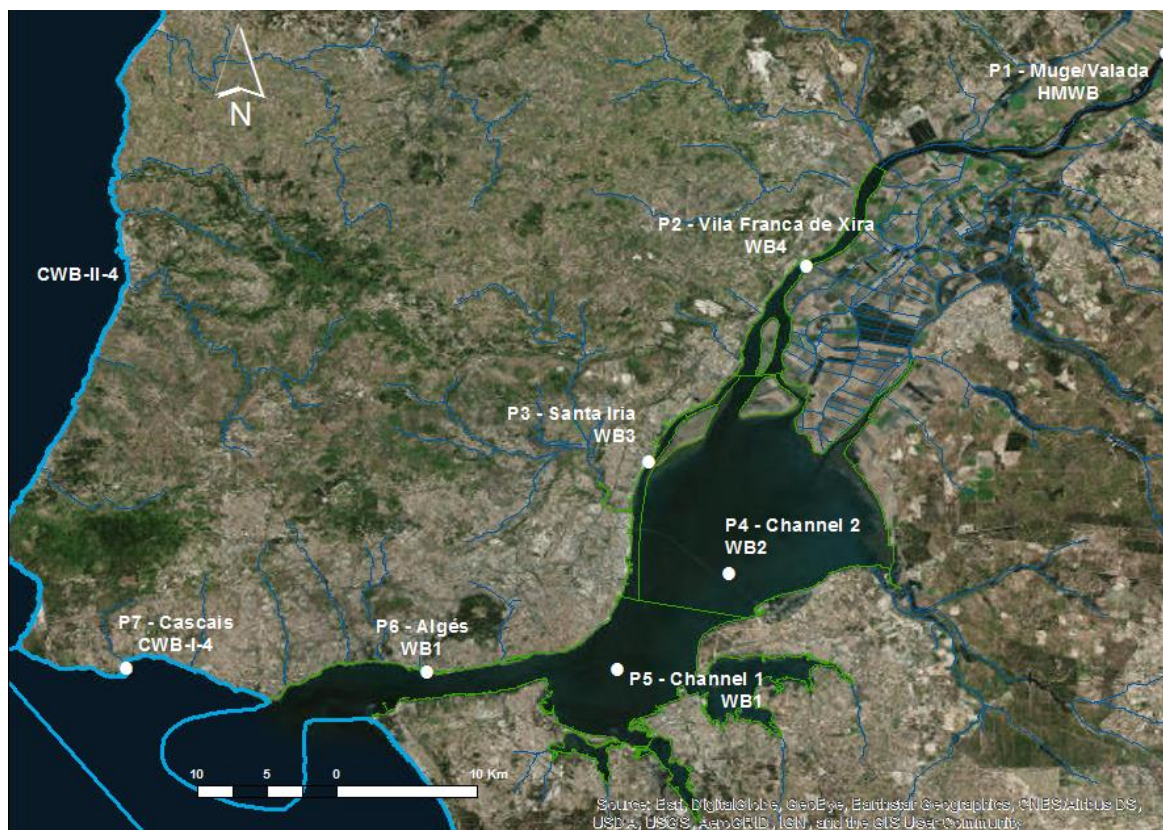 P1 - Muge/Valada
HMWB
N
P2 - Vila Franca de Xira
WB4
CWB-II-4
P3 - Santa Iria
WB3
P4 - Channel 2
WB2
P7 - Cascais
CWB-I-4
P6 - Algés
WB1
P5 - Channel 1
WB1
10 5 0 10 Km
Source: Esri, DigitalGlobe, GeoEye, Earthstar Geographics, CNES/Airbus DS,
USDA, USGS, AeroGRID, IGN, and the GIS User Community